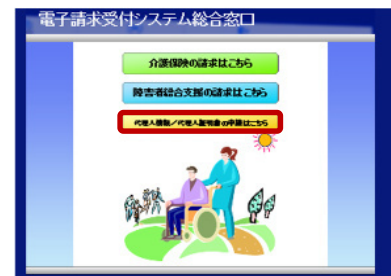 電子請求受付システム総合窓口
介護保険の請求はこちら
障害者総合支援の請求はこちら
代理人情報/代理人証明書の申請はこちら